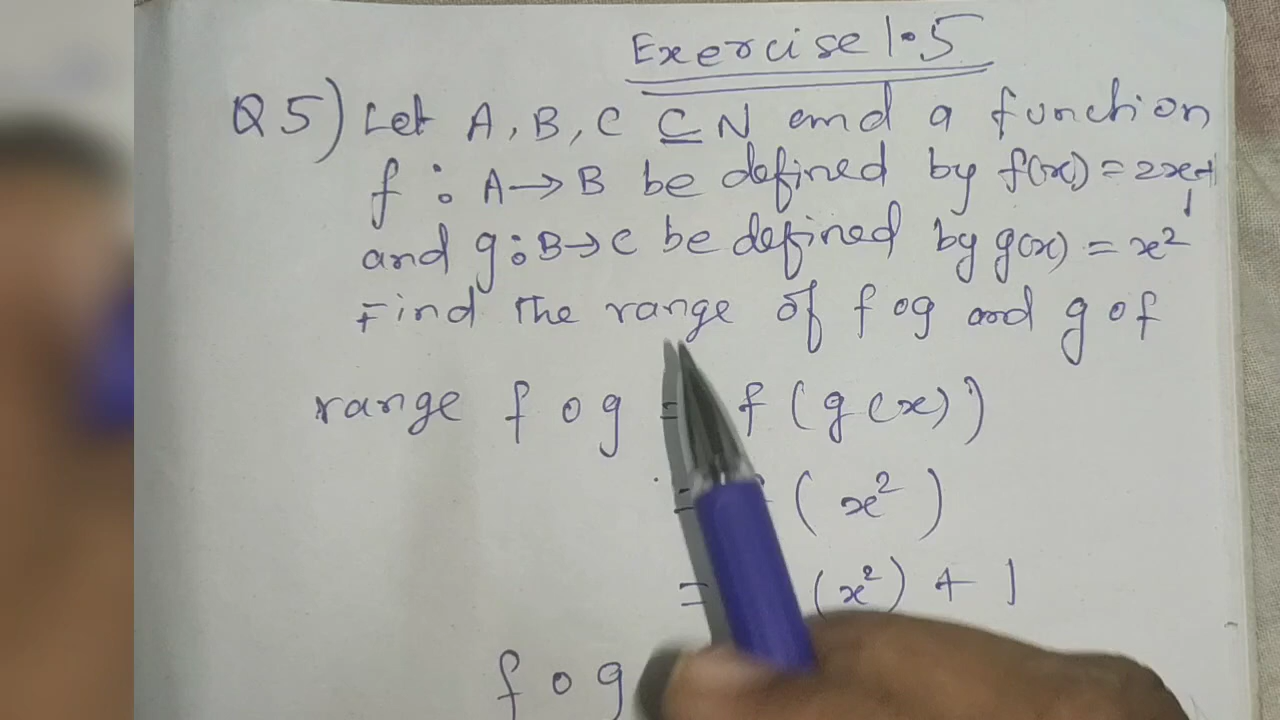 Exercise 1.5
Q5) Let A, B, C ⊆ N and a function
f : A → B be defined by f(x) = 2x+
1
and g : B → C be defined by g(x) = x²
Find the range of f o g and g o f
range f o g = f(g(x))
= (x²)
= (x²) + 1
f o g